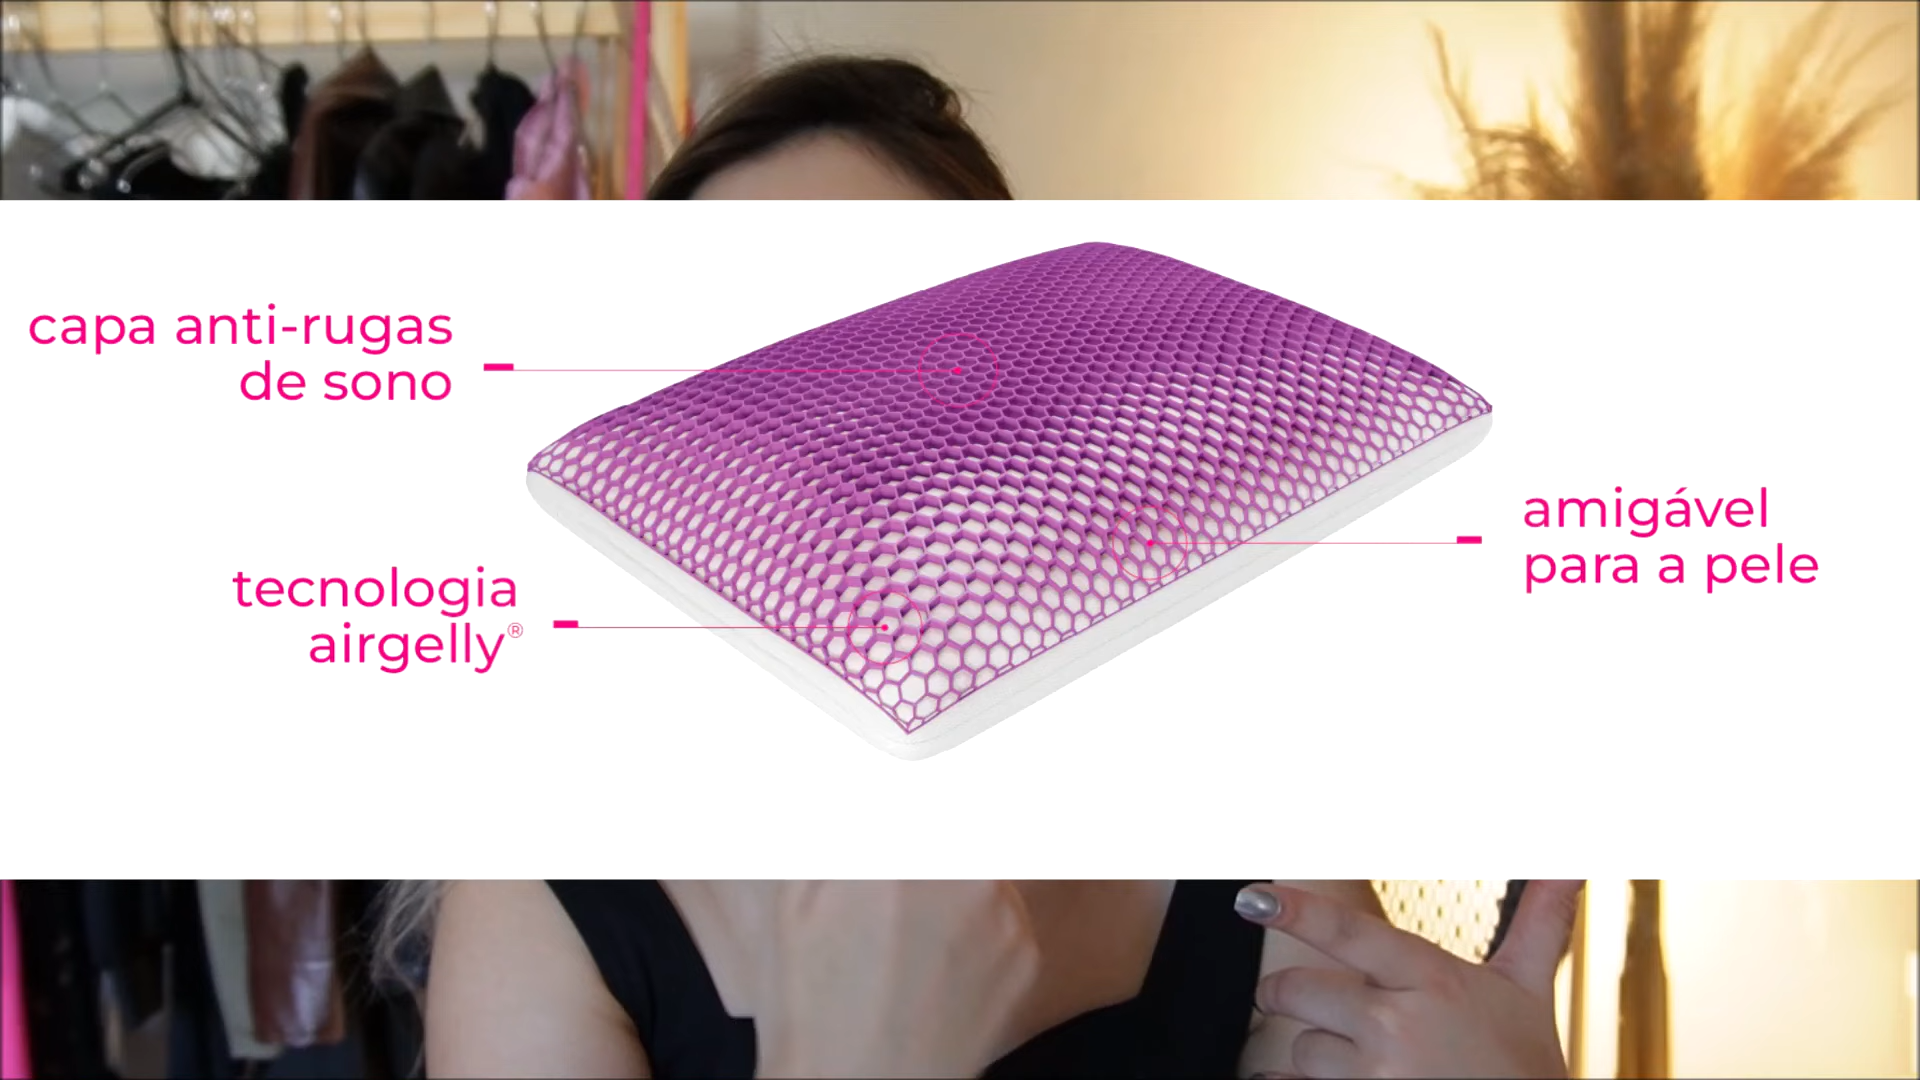 capa anti-rugas
de sono
tecnologia
airgelly®
amigável
para a pele